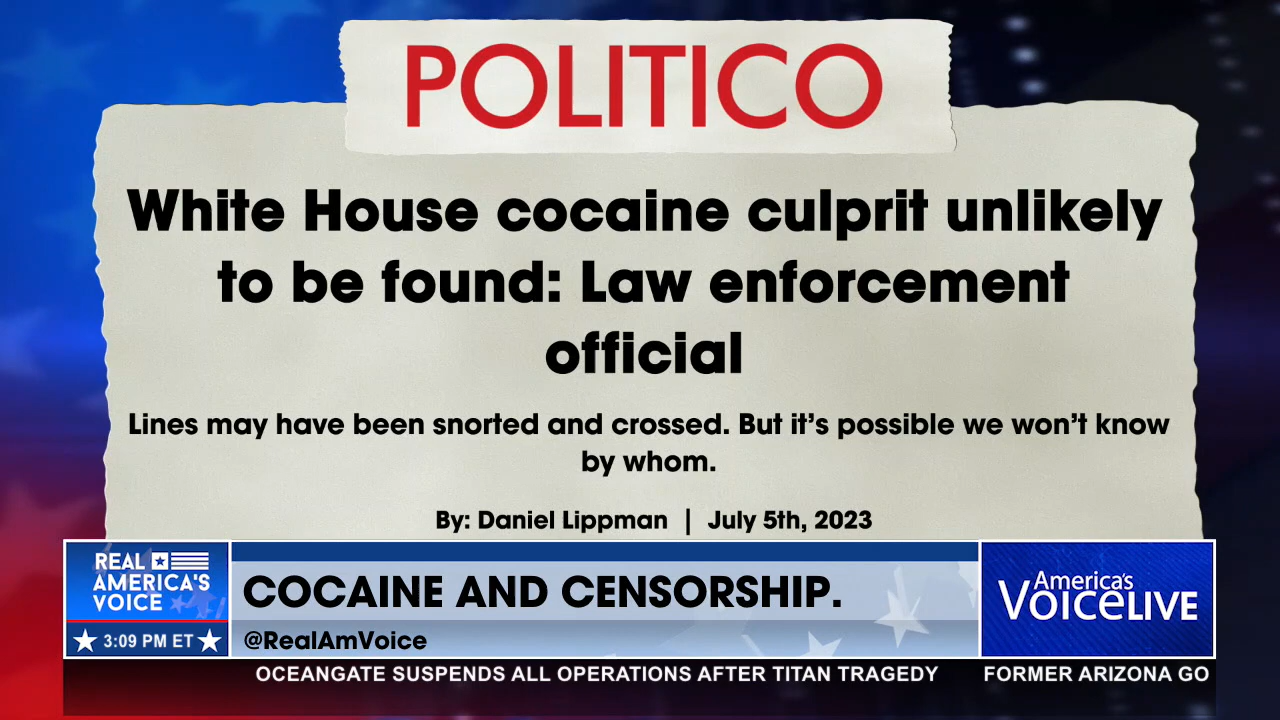 POLITICO
White House cocaine culprit unlikely
to be found: Law enforcement
official
Lines may have been snorted and crossed. But it’s possible we won’t know
by whom.
By: Daniel Lippman | July 5th, 2023
REAL
AMERICA'S
VOICE
3:09 PM ET
COCAINE AND CENSORSHIP.
@RealAmVoice
America's
VOICE LIVE
OCEANGATE SUSPENDS ALL OPERATIONS AFTER TITAN TRAGEDY FORMER ARIZONA GO